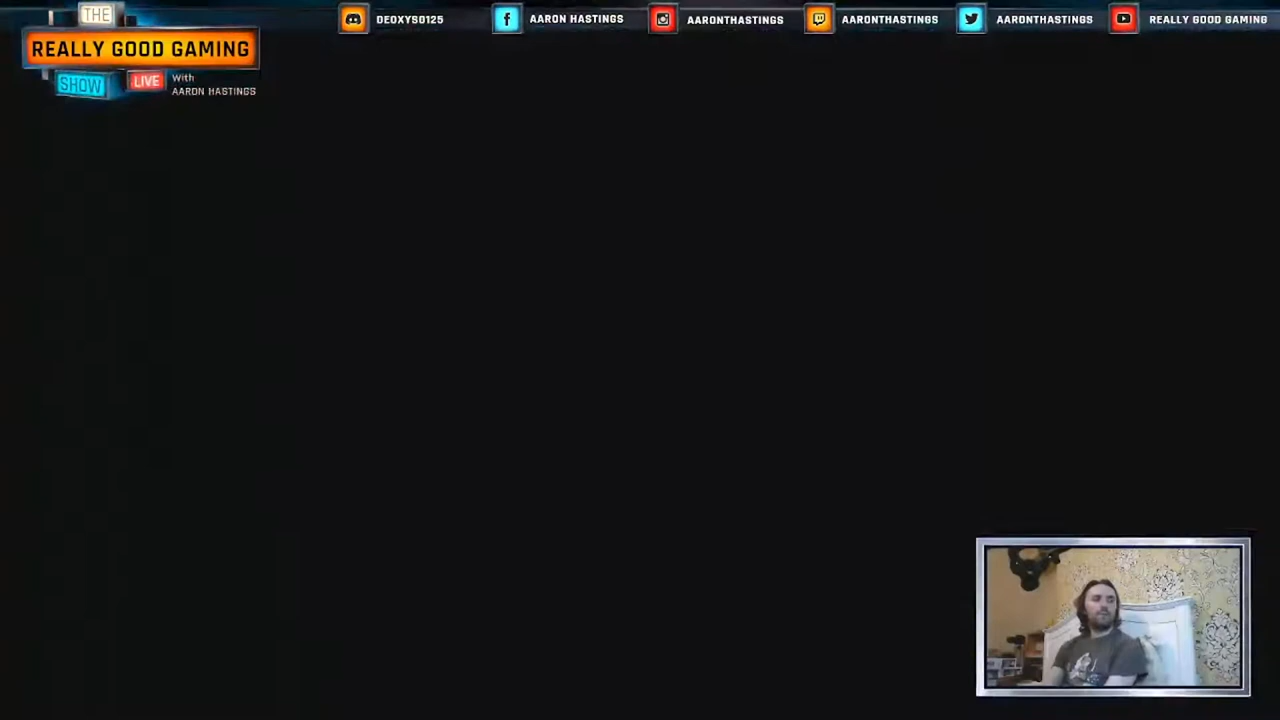 THE
REALLY GOOD GAMING
SHOW LIVE With
AARON HASTINGS
DEOXYS0125 AARON HASTINGS AARONTHASTINGS AARONTHASTINGS AARONTHASTINGS REALLY GOOD GAMING